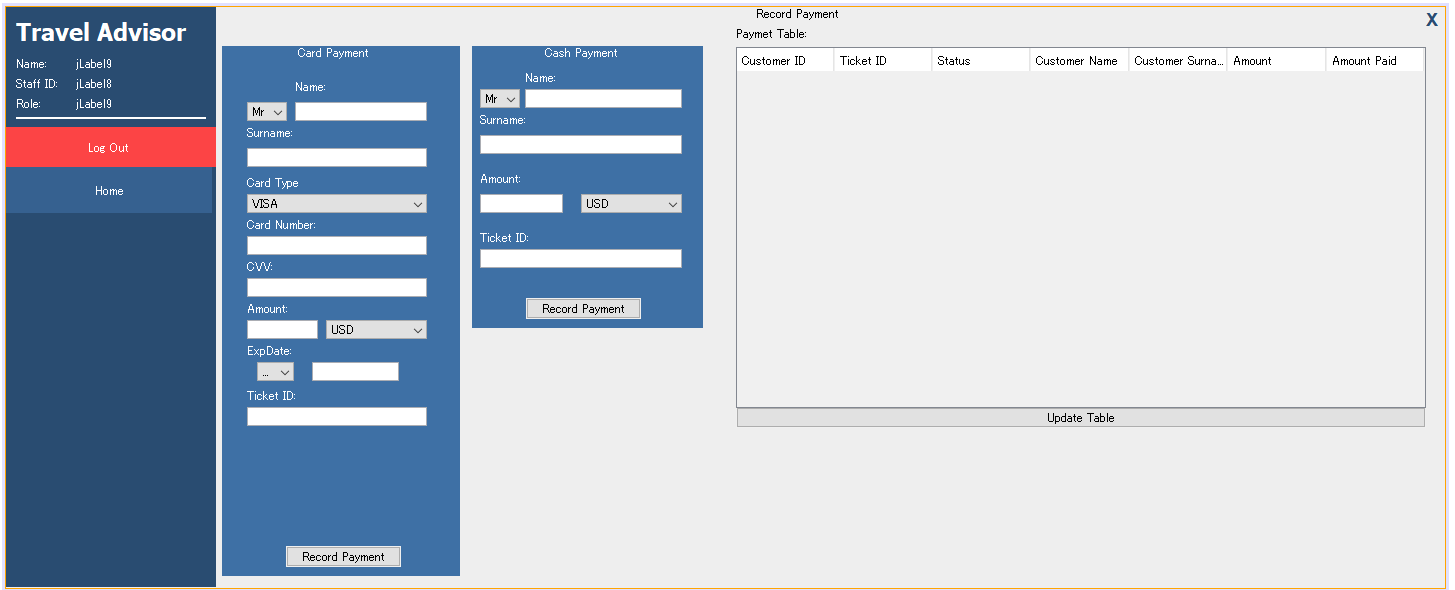 Travel Advisor
Name: jLabel9
Staff ID: jLabel8
Role: jLabel9
Log Out
Home
Card Payment
Name:
Mr
Surname:
Card Type
VISA
Card Number:
CVV:
Amount:
USD
ExpDate:
...
Ticket ID:
Record Payment
Cash Payment
Name:
Mr
Surname:
Amount:
USD
Ticket ID:
Record Payment
Record Payment
X
Paymet Table:
Customer ID Ticket ID Status Customer Name Customer Surna... Amount Amount Paid
Update Table